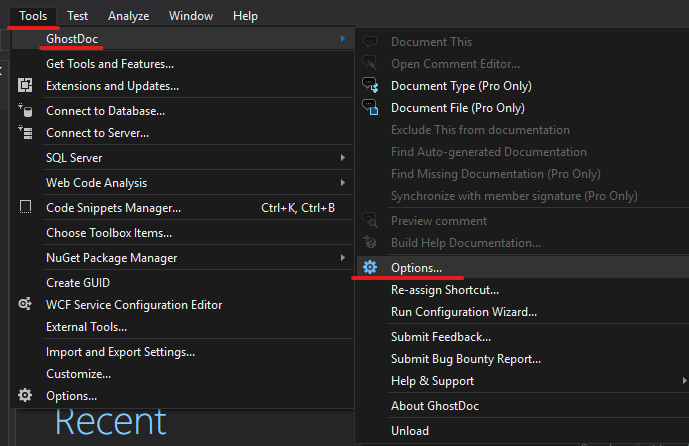 Tools Test Analyze Window Help
GhostDoc
Get Tools and Features...
Extensions and Updates...
Connect to Database...
Connect to Server...
SQL Server
Web Code Analysis
Code Snippets Manager... Ctrl+K, Ctrl+B
Choose Toolbox Items...
NuGet Package Manager
Create GUID
WCF Service Configuration Editor
External Tools...
Import and Export Settings...
Customize...
Options...
Recent
Document This
Open Comment Editor...
Document Type (Pro Only)
Document File (Pro Only)
Exclude This from documentation
Find Auto-generated Documentation
Find Missing Documentation (Pro Only)
Synchronize with member signature (Pro Only)
Preview comment
Build Help Documentation...
Options...
Re-assign Shortcut...
Run Configuration Wizard...
Submit Feedback...
Submit Bug Bounty Report...
Help & Support
About GhostDoc
Unload